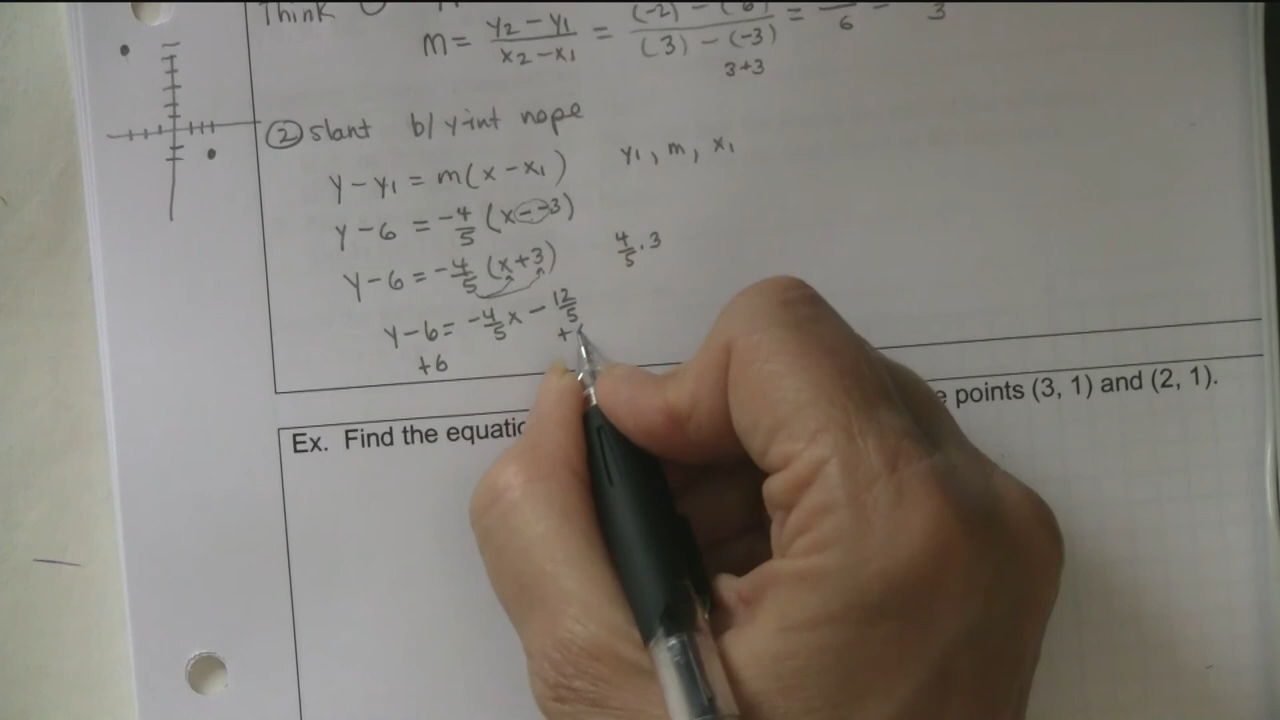 Think
m = y₂ - y₁ / x₂ - x₁ = (-2) - (6) / (3) - (-3) = / 6 = 3
3+3
② slant b/ y-int nope
y - y₁ = m(x - x₁) y₁, m, x₁
y - 6 = -4/5 (x - -3)
y - 6 = -4/5 (x + 3) 4/5 · 3
y - 6 = -4/5 x - 12/5
+6 +
Ex. Find the equatio points (3, 1) and (2, 1).